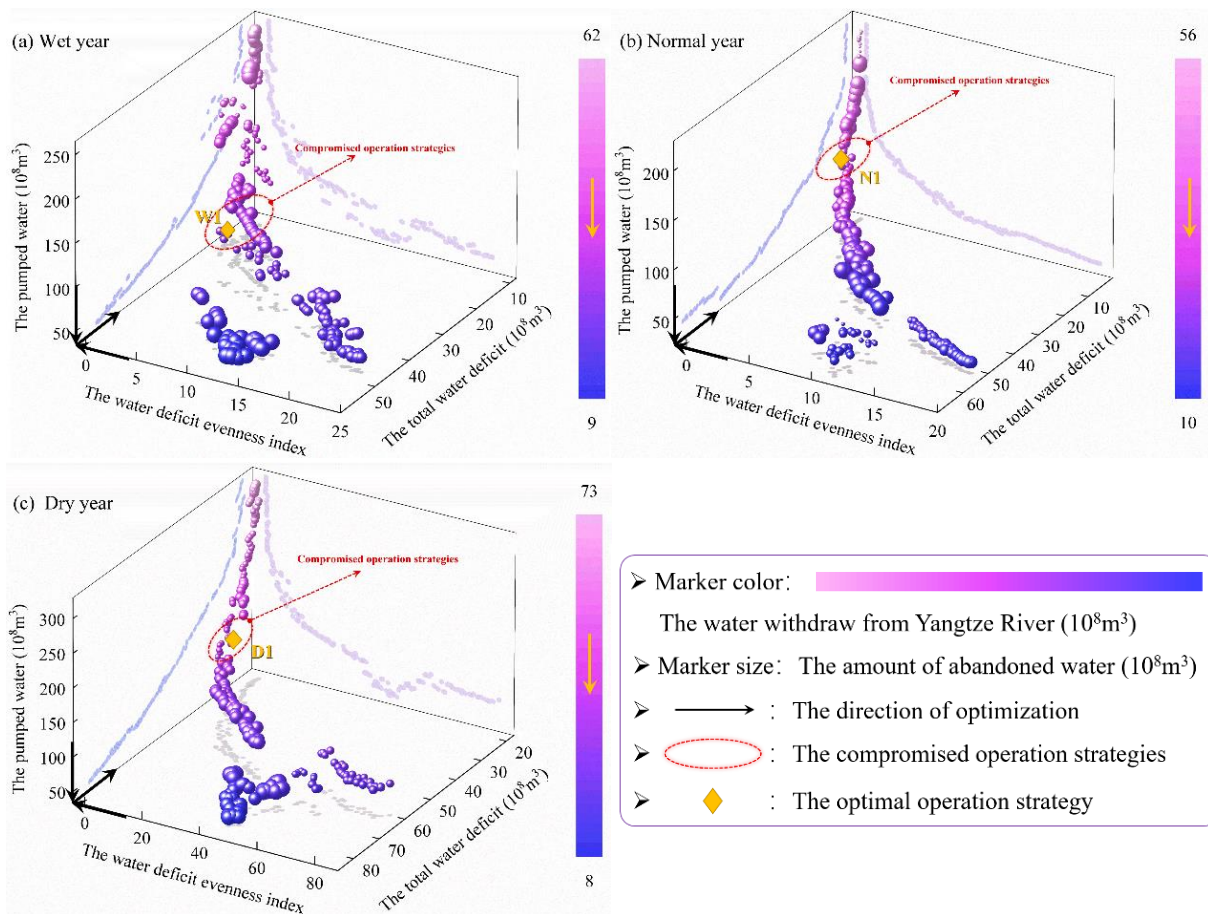 (a) Wet year
62
Compromised operation strategies
W1
The pumped water (10⁸m³)
250
200
150
100
50
0
5
10
15
20
25
The water deficit evenness index
50
40
30
20
10
The total water deficit (10⁸m³)
9
(b) Normal year
56
Compromised operation strategies
N1
The pumped water (10⁸m³)
200
150
100
50
0
5
15
20
The water deficit evenness index
60
50
40
30
20
10
The total water deficit (10⁸m³)
10
(c) Dry year
73
Compromised operation strategies
D1
The pumped water (10⁸m³)
300
250
200
150
100
50
0
20
40
60
80
The water deficit evenness index
80
70
60
50
40
30
20
The total water deficit (10⁸m³)
8
➢ Marker color:
The water withdraw from Yangtze River (10⁸m³)
➢ Marker size: The amount of abandoned water (10⁸m³)
➢ : The direction of optimization
➢ : The compromised operation strategies
➢ : The optimal operation strategy